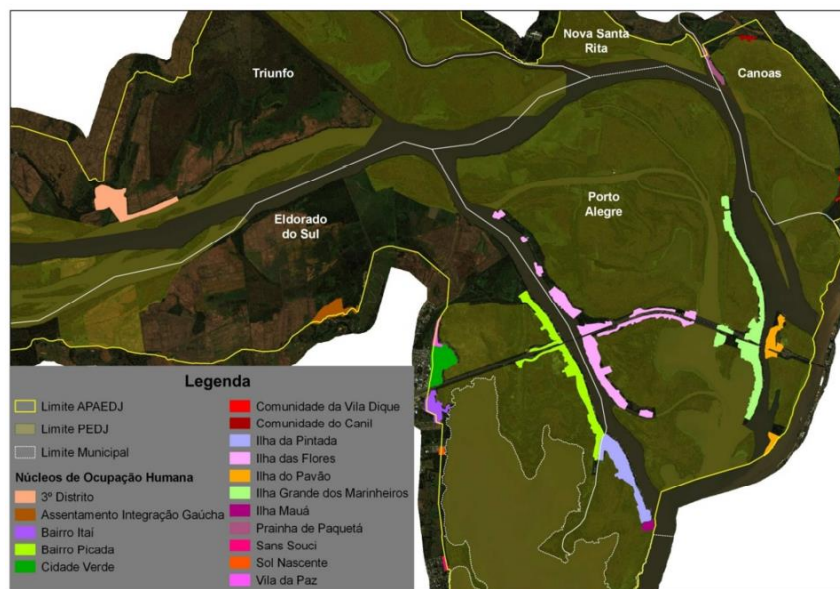 Nova Santa
Rita
Triunfo
Canoas
Porto
Alegre
Eldorado
do Sul
Legenda
Limite APAEDJ
Limite PEDJ
Limite Municipal
Núcleos de Ocupação Humana
3º Distrito
Assentamento Integração Gaúcha
Bairro Itaí
Bairro Picada
Cidade Verde
Comunidade da Vila Dique
Comunidade do Canil
Ilha da Pintada
Ilha das Flores
Ilha do Pavão
Ilha Grande dos Marinheiros
Ilha Mauá
Prainha de Paquetá
Sans Souci
Sol Nascente
Vila da Paz